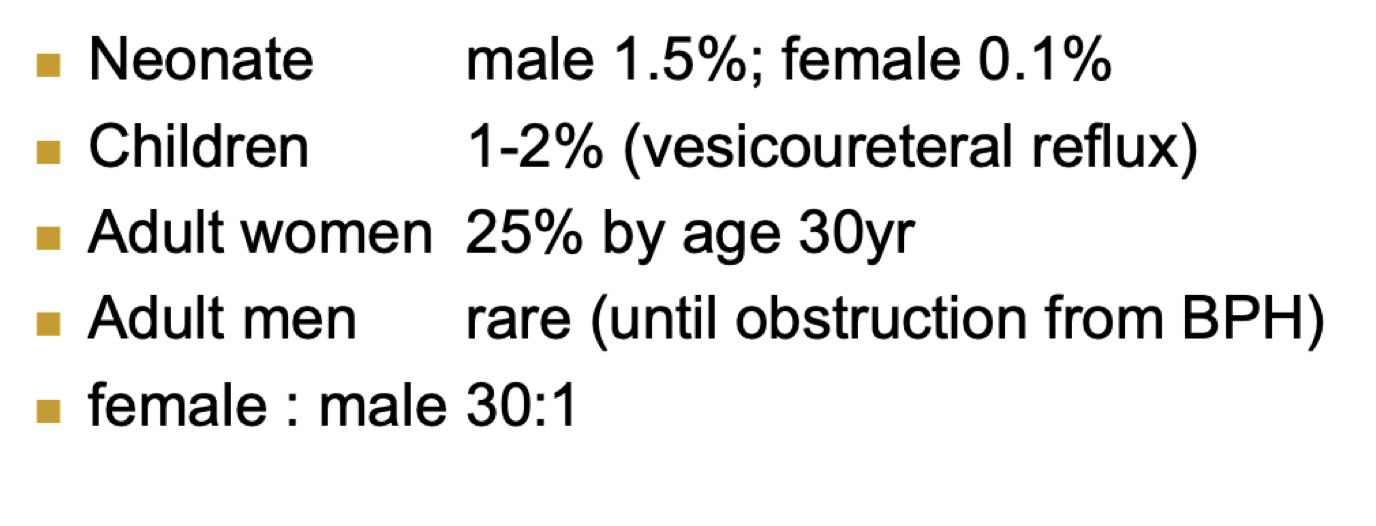 Neonate male 1.5%; female 0.1%
Children 1-2% (vesicoureteral reflux)
Adult women 25% by age 30yr
Adult men rare (until obstruction from BPH)
female : male 30:1